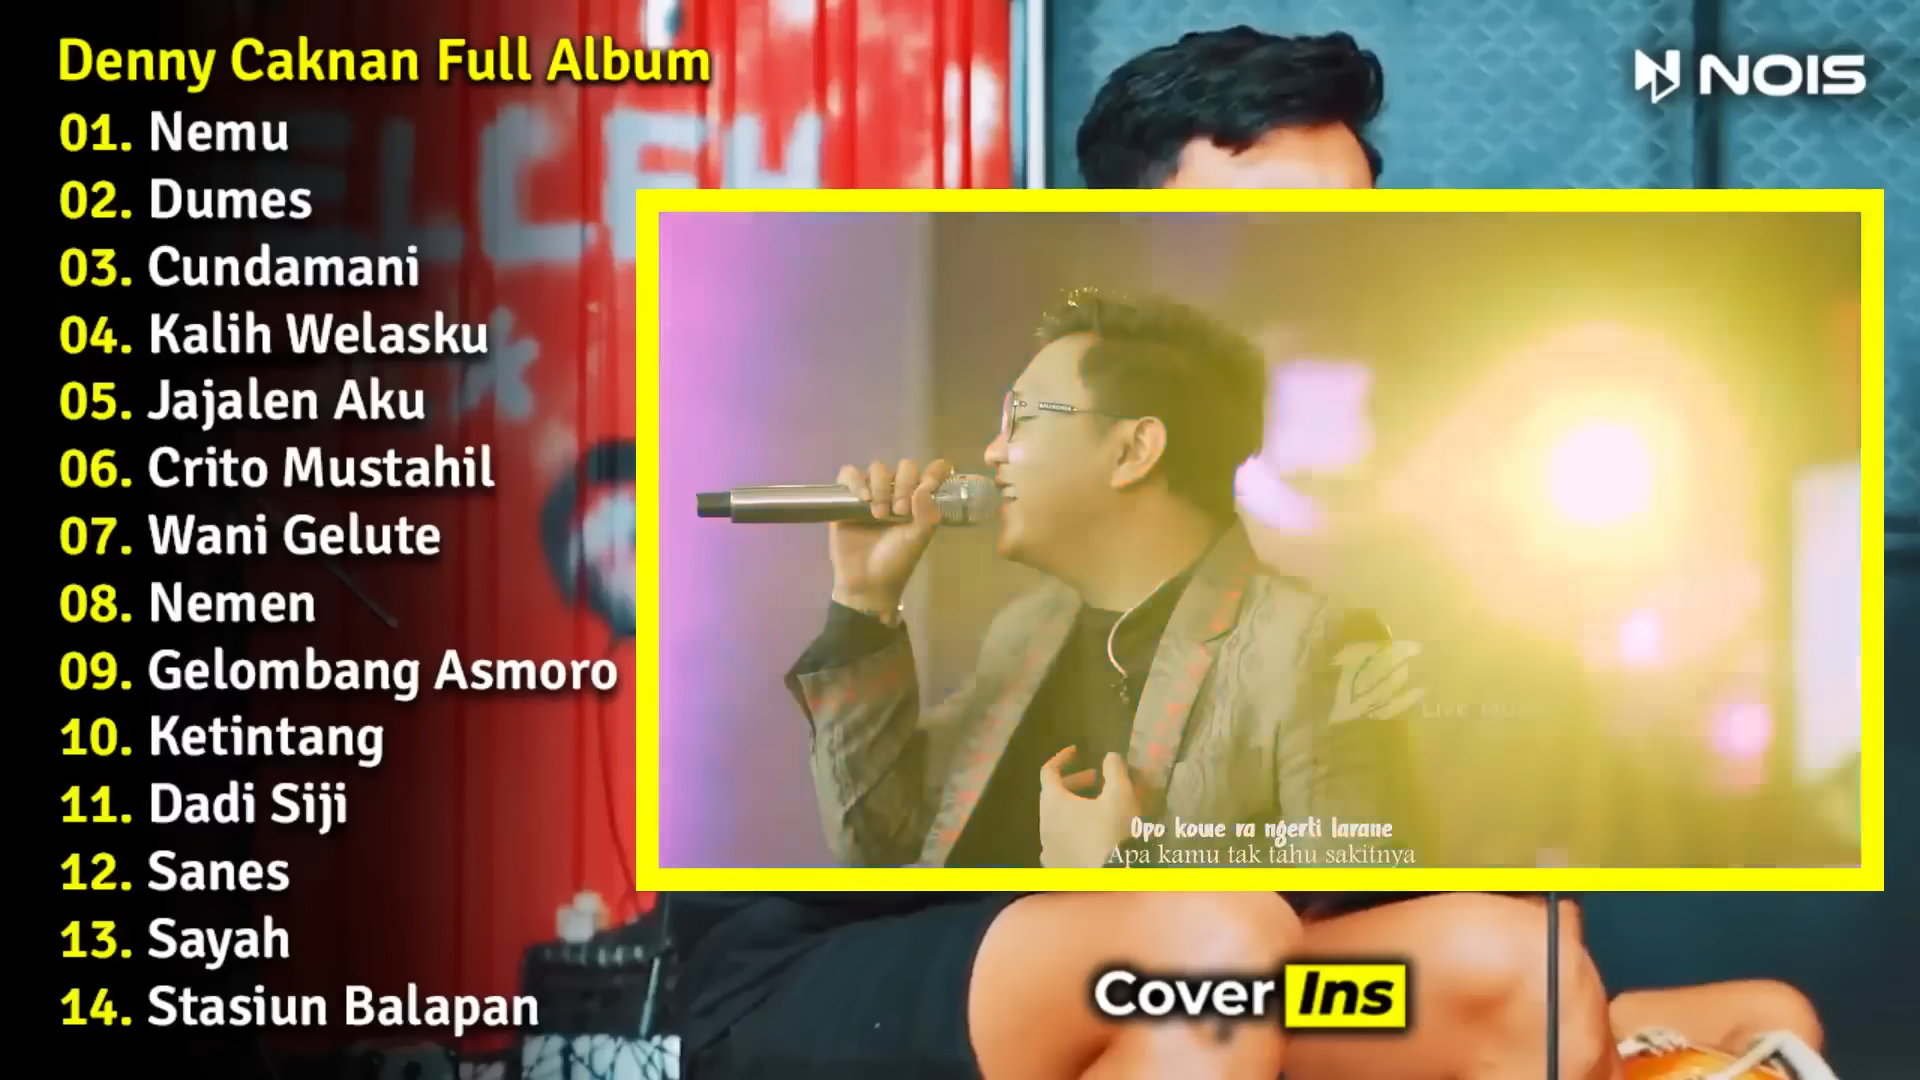 Denny Caknan Full Album
01. Nemu
02. Dumes
03. Cundamani
04. Kalih Welasku
05. Jajalen Aku
06. Crito Mustahil
07. Wani Gelute
08. Nemen
09. Gelombang Asmoro
10. Ketintang
11. Dadi Siji
12. Sanes
13. Sayah
14. Stasiun Balapan
NOIS
LIVE
Opo koue ra ngerti larane
Apa kamu tak tahu sakitnya
Cover Ins